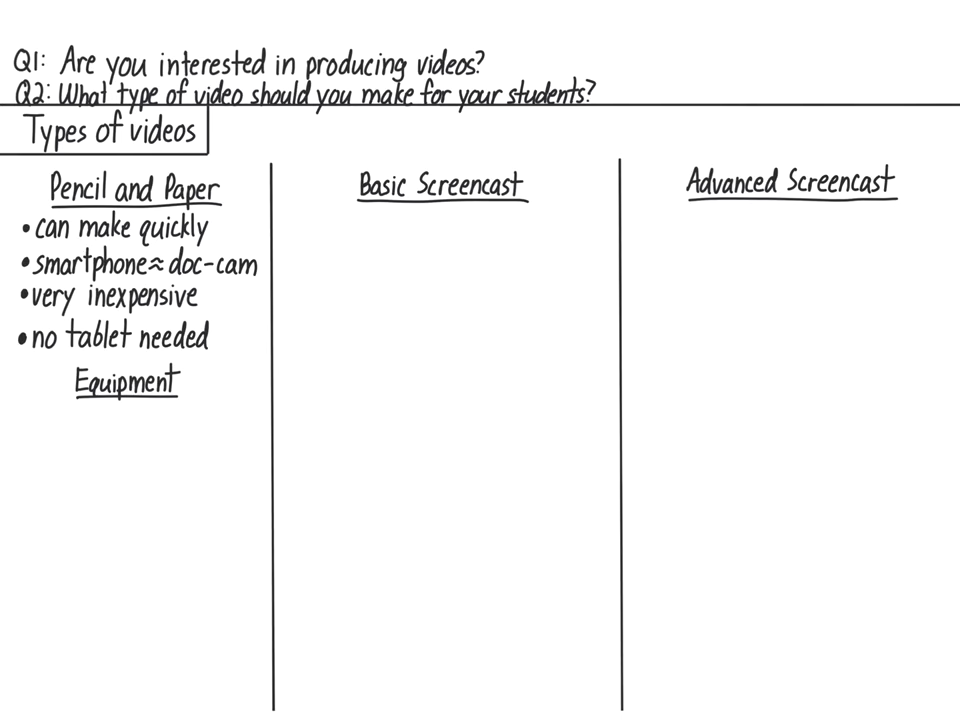 Q1: Are you interested in producing videos?
Q2: What type of video should you make for your students?
Types of videos
Pencil and Paper
• can make quickly
• smartphone ≈ doc-cam
• very inexpensive
• no tablet needed
Equipment
Basic Screencast
Advanced Screencast